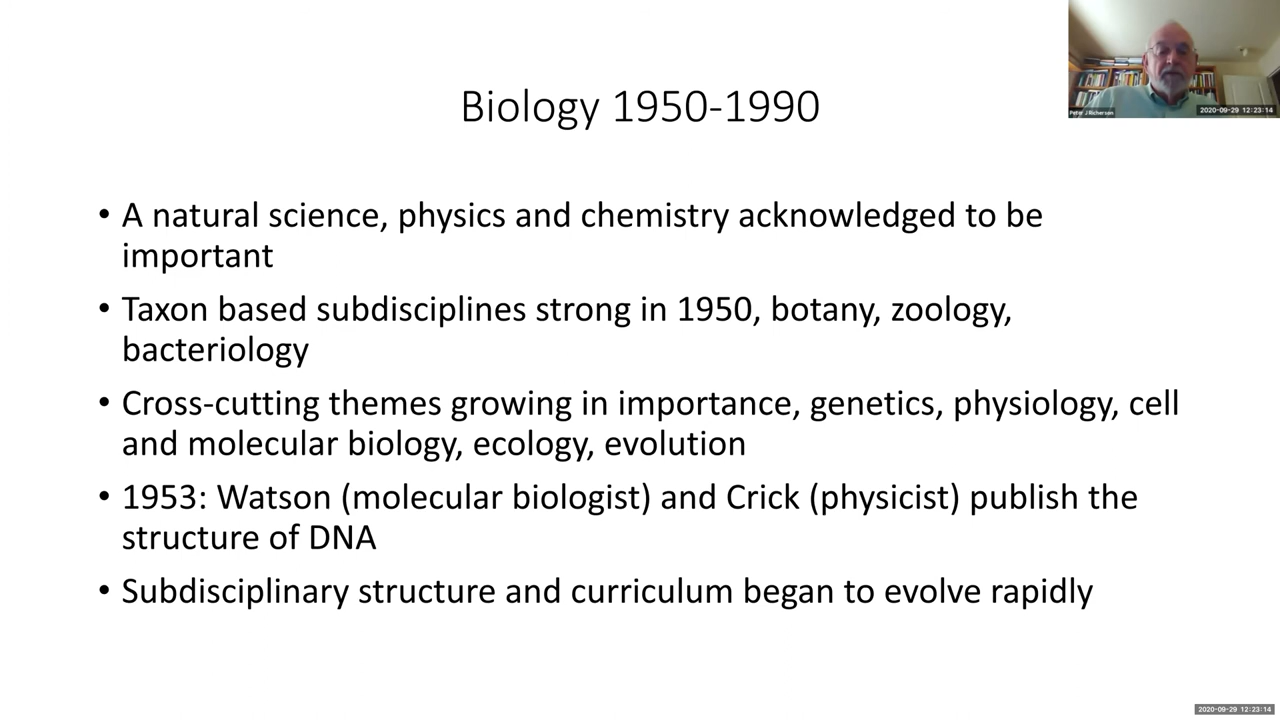 Biology 1950-1990
• A natural science, physics and chemistry acknowledged to be
important
• Taxon based subdisciplines strong in 1950, botany, zoology,
bacteriology
• Cross-cutting themes growing in importance, genetics, physiology, cell
and molecular biology, ecology, evolution
• 1953: Watson (molecular biologist) and Crick (physicist) publish the
structure of DNA
• Subdisciplinary structure and curriculum began to evolve rapidly
Peter J Richerson
2020-09-29 12:23:14
2020-09-29 12:23:14